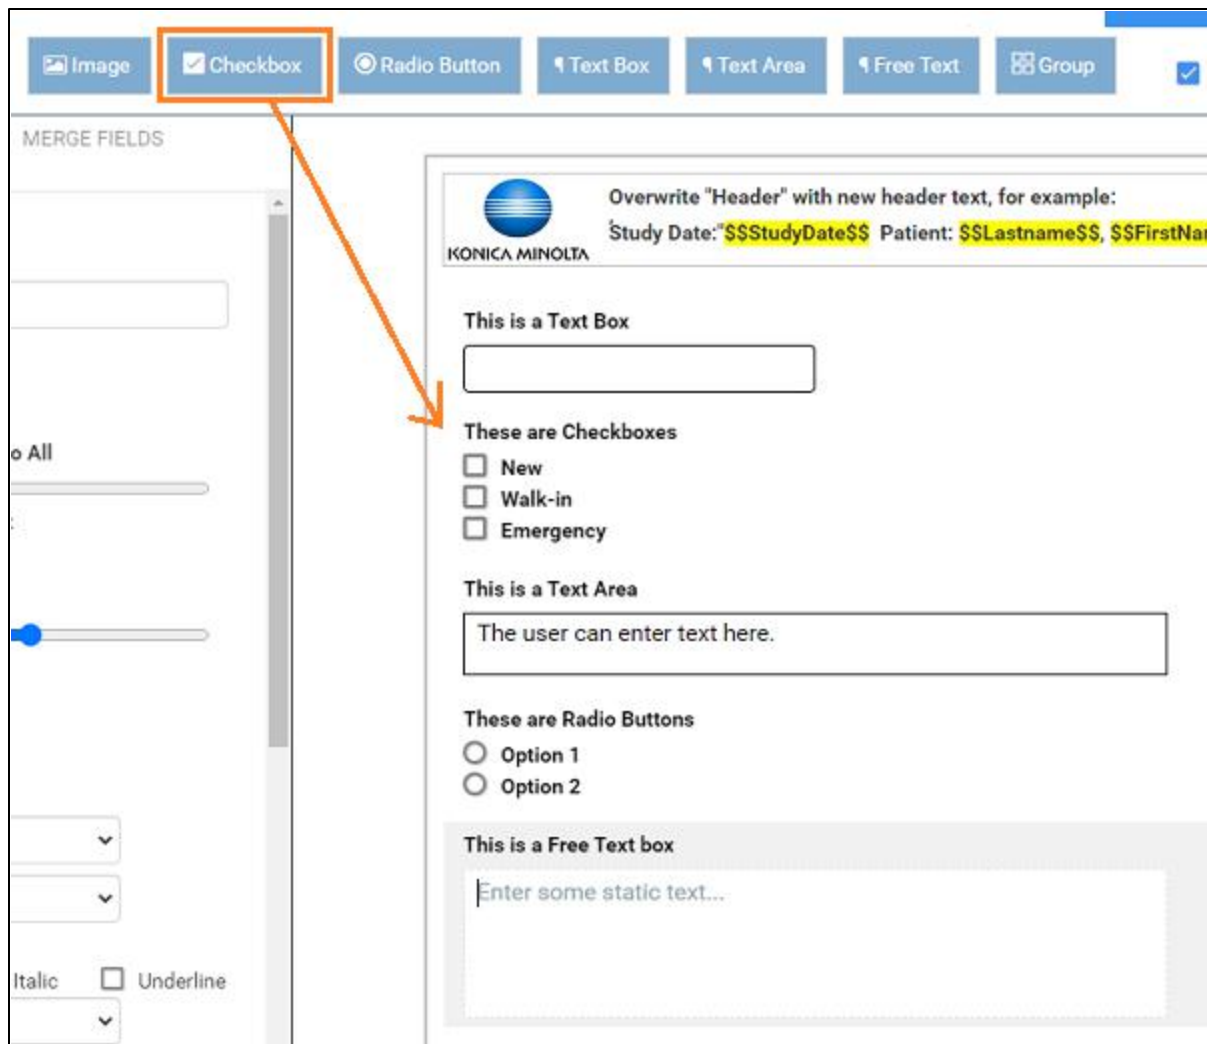 Image Checkbox Radio Button ¶Text Box ¶Text Area ¶Free Text Group
MERGE FIELDS
Overwrite "Header" with new header text, for example:
KONICA MINOLTA
Study Date:"$$StudyDate$$ Patient: $$Lastname$$, $$FirstNa
This is a Text Box
These are Checkboxes
o All
New
Walk-in
Emergency
This is a Text Area
The user can enter text here.
These are Radio Buttons
Option 1
Option 2
This is a Free Text box
Enter some static text...
Italic Underline